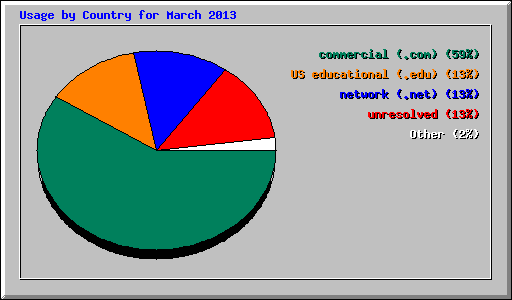 Usage by Country for March 2013
commercial (.com) (59%)
US educational (.edu) (13%)
network (.net) (13%)
unresolved (13%)
Other (2%)